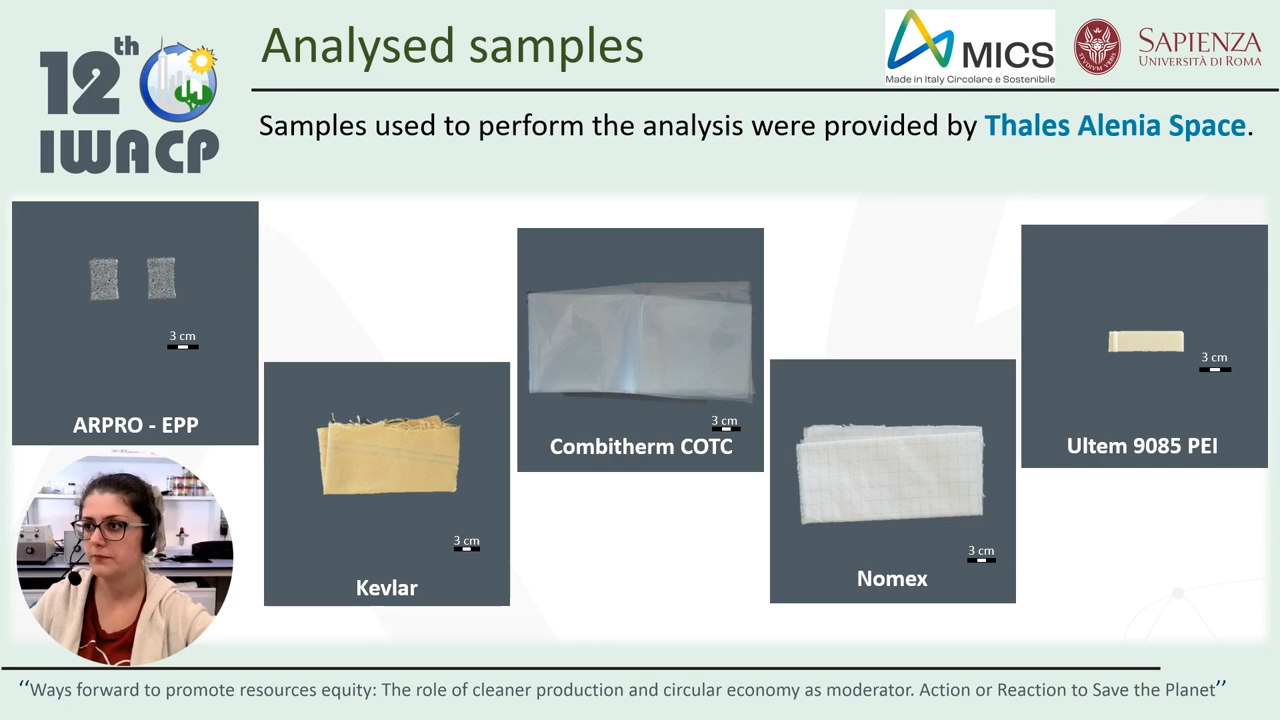 12th
IWACP
Analysed samples
MICS
Made in Italy Circolare e Sostenibile
SAPIENZA
UNIVERSITÀ DI ROMA
Samples used to perform the analysis were provided by Thales Alenia Space.
3 cm
ARPRO - EPP
3 cm
Kevlar
3 cm
Combitherm COTC
3 cm
Nomex
3 cm
Ultem 9085 PEI
“Ways forward to promote resources equity: The role of cleaner production and circular economy as moderator. Action or Reaction to Save the Planet”